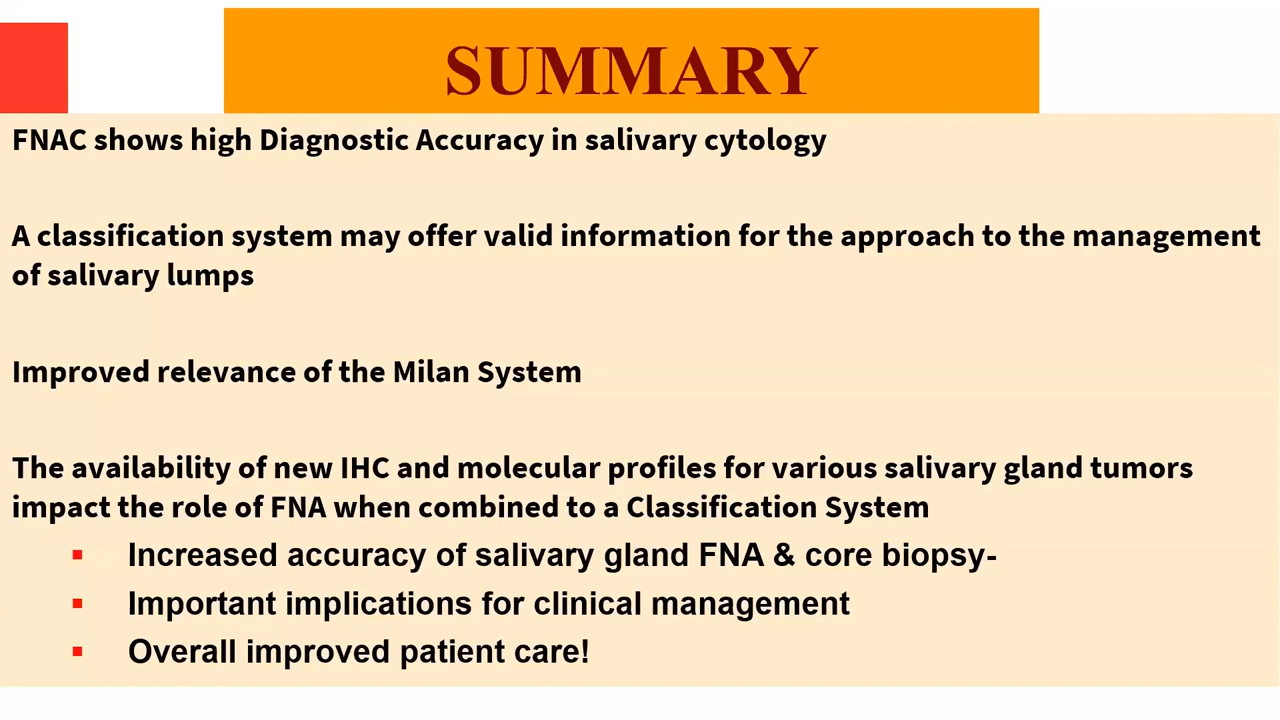 SUMMARY
FNAC shows high Diagnostic Accuracy in salivary cytology
A classification system may offer valid information for the approach to the management
of salivary lumps
Improved relevance of the Milan System
The availability of new IHC and molecular profiles for various salivary gland tumors
impact the role of FNA when combined to a Classification System
▪ Increased accuracy of salivary gland FNA & core biopsy-
▪ Important implications for clinical management
▪ Overall improved patient care!